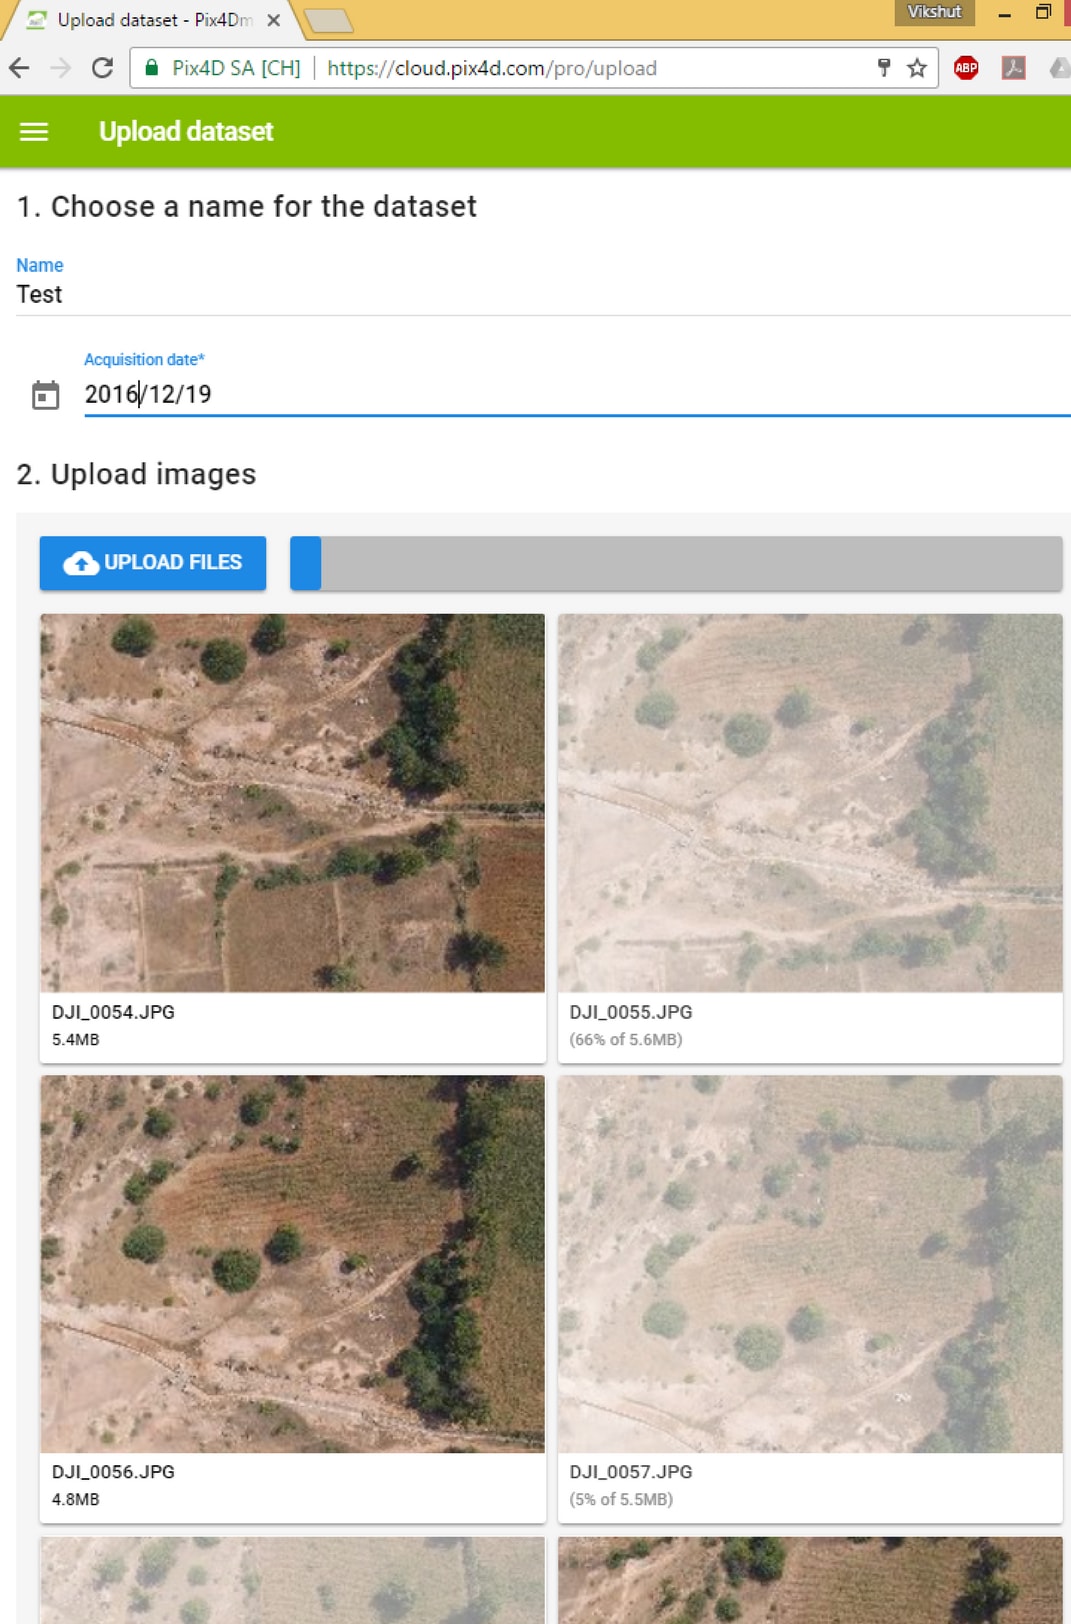 Upload dataset - Pix4Dm
Vikshut
Pix4D SA [CH] https://cloud.pix4d.com/pro/upload
ABP
Upload dataset
1. Choose a name for the dataset
Name
Test
Acquisition date*
2016/12/19
2. Upload images
UPLOAD FILES
DJI_0054.JPG
5.4MB
DJI_0055.JPG
(66% of 5.6MB)
DJI_0056.JPG
4.8MB
DJI_0057.JPG
(5% of 5.5MB)